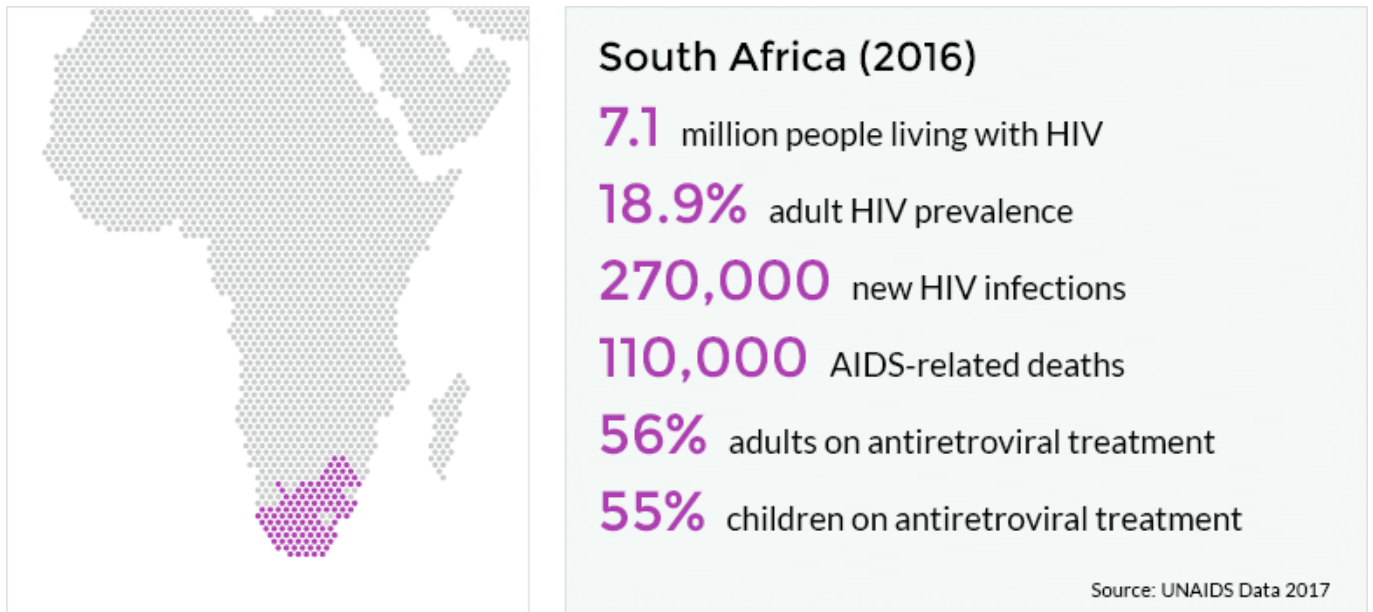 South Africa (2016)
7.1 million people living with HIV
18.9% adult HIV prevalence
270,000 new HIV infections
110,000 AIDS-related deaths
56% adults on antiretroviral treatment
55% children on antiretroviral treatment
Source: UNAIDS Data 2017